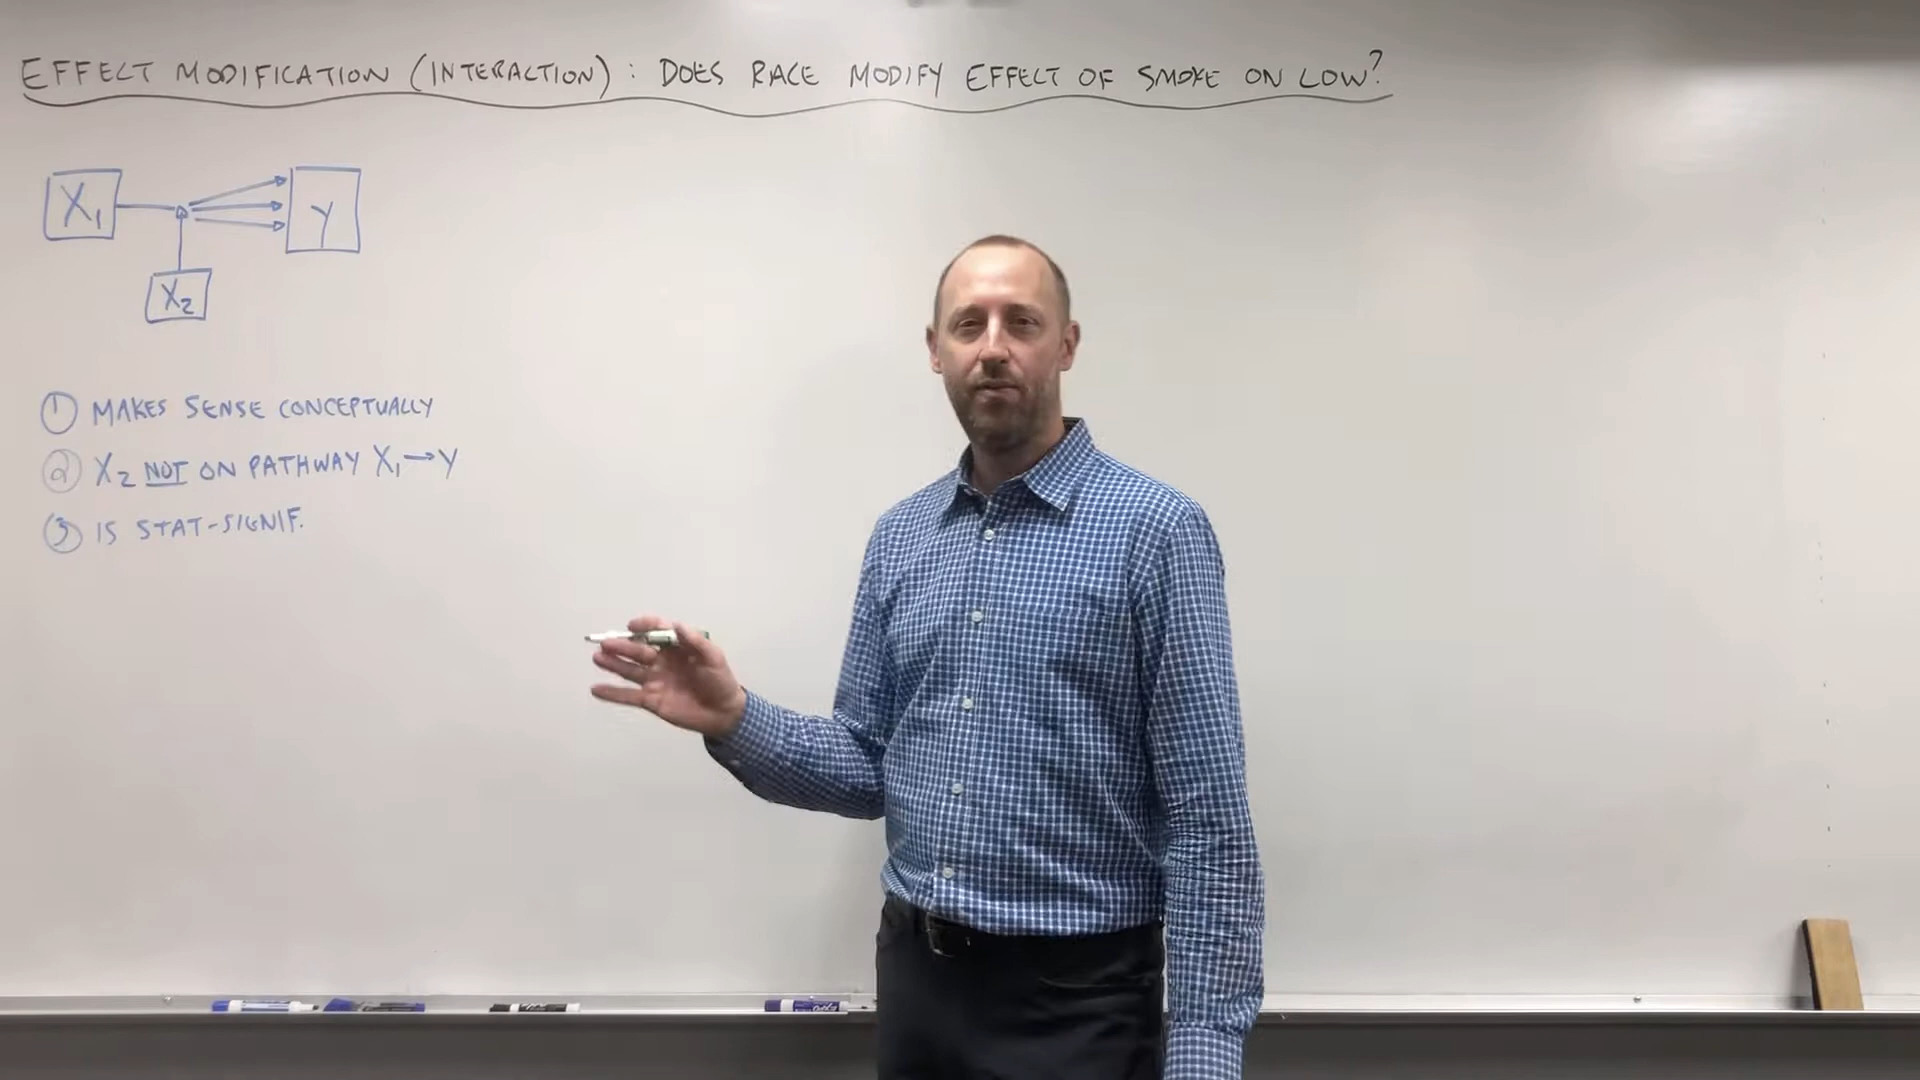 EFFECT MODIFICATION (INTERACTION): DOES RACE MODIFY EFFECT OF SMOKE ON LOW?
X₁
Y
X₂
① MAKES SENSE CONCEPTUALLY
② X₂ NOT ON PATHWAY X₁→Y
③ IS STAT-SIGNIF.